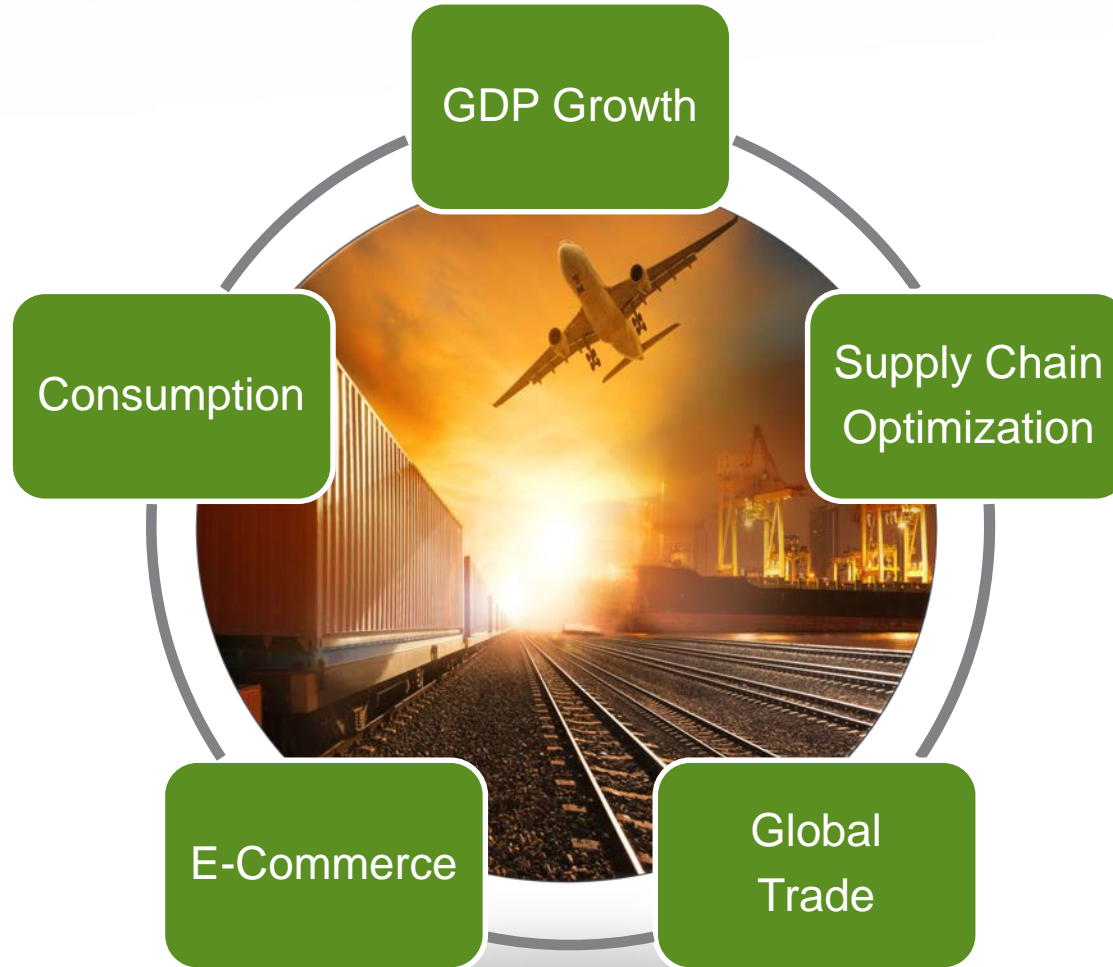 GDP Growth
Supply Chain
Optimization
Global
Trade
E-Commerce
Consumption